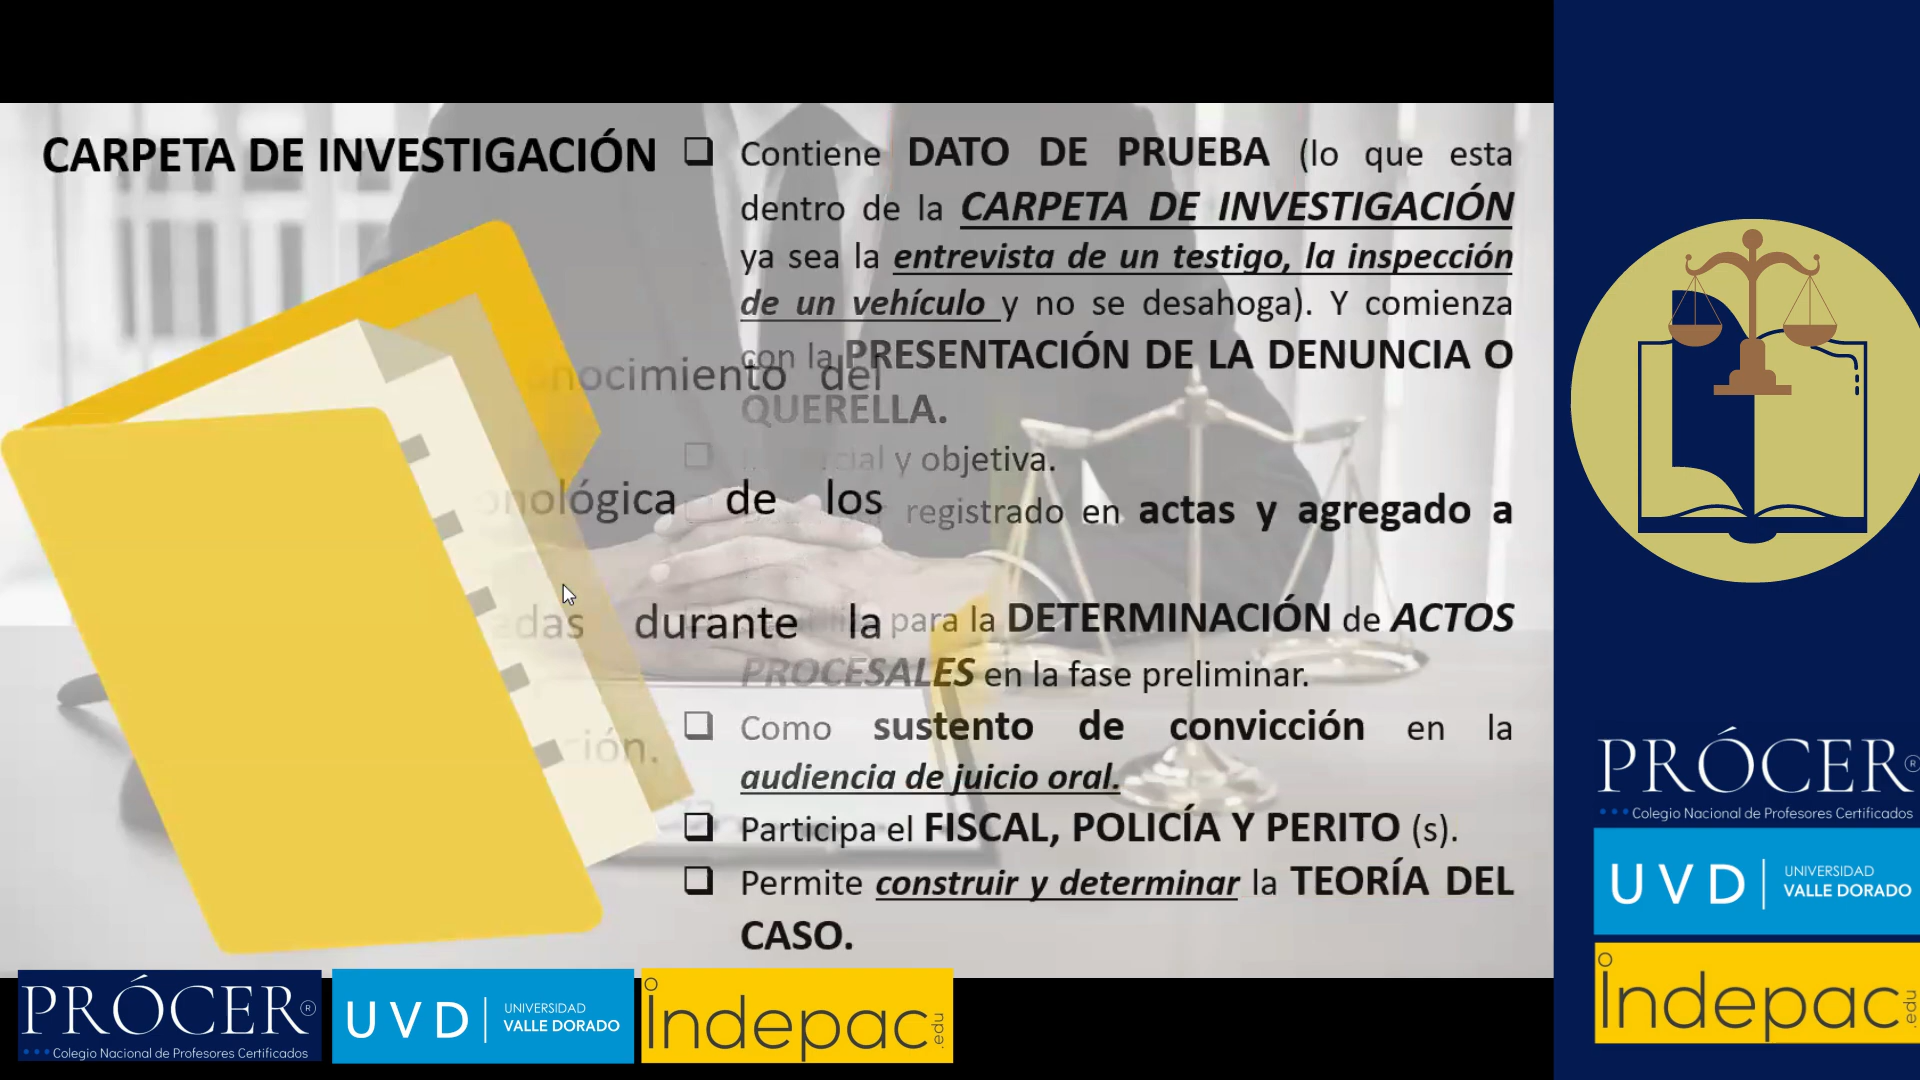 CARPETA DE INVESTIGACIÓN
❑ Contiene DATO DE PRUEBA (lo que esta
dentro de la CARPETA DE INVESTIGACIÓN
ya sea la entrevista de un testigo, la inspección
de un vehículo y no se desahoga). Y comienza
con la PRESENTACIÓN DE LA DENUNCIA O
QUERELLA.
y objetiva.
registrado en actas y agregado a
para la DETERMINACIÓN de ACTOS
PROCESALES en la fase preliminar.
❑ Como sustento de convicción en la
audiencia de juicio oral.
❑ Participa el FISCAL, POLICÍA Y PERITO (s).
❑ Permite construir y determinar la TEORÍA DEL
CASO.
del
de los
durante la
PRÓCER ®
Colegio Nacional de Profesores Certificados
UVD | UNIVERSIDAD
VALLE DORADO
indepac .edu
PRÓCER ®
Colegio Nacional de Profesores Certificados
UVD | UNIVERSIDAD
VALLE DORADO
indepac .edu